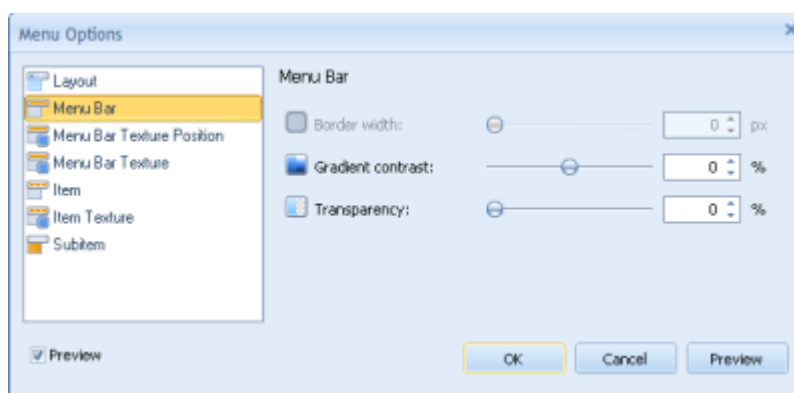 Menu Options
Layout
Menu Bar
Menu Bar Texture Position
Menu Bar Texture
Item
Item Texture
Subitem
Menu Bar
Border width: 0 px
Gradient contrast: 0 %
Transparency: 0 %
Preview
OK Cancel Preview